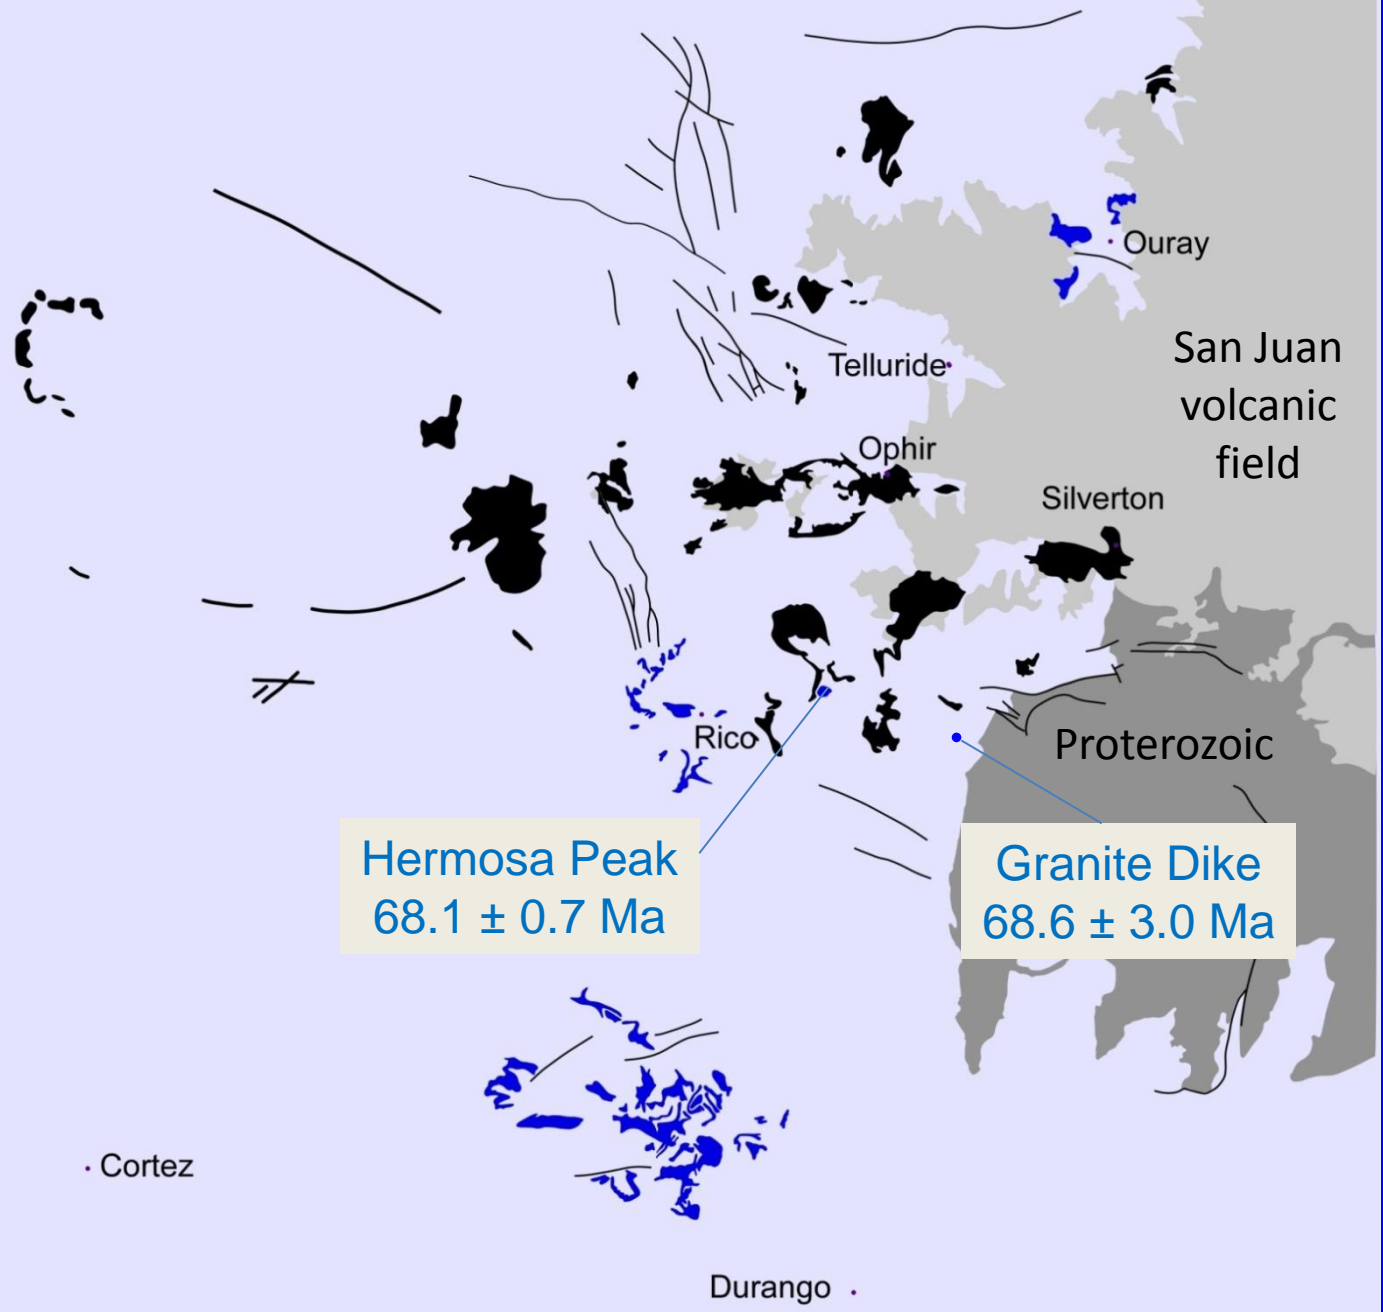 Ouray
San Juan
volcanic
field
Telluride
Ophir
Silverton
Rico
Proterozoic
Hermosa Peak
68.1 ± 0.7 Ma
Granite Dike
68.6 ± 3.0 Ma
Cortez
Durango